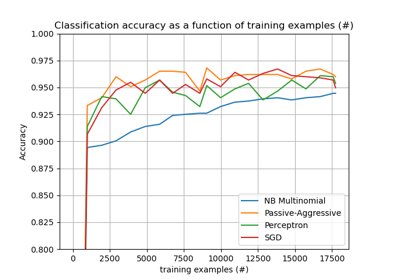 Classification accuracy as a function of training examples (#)
1.000
0.975
0.950
0.925
0.900
0.875
0.850
0.825
0.800
Accuracy
NB Multinomial
Passive-Aggressive
Perceptron
SGD
0 2500 5000 7500 10000 12500 15000 17500
training examples (#)